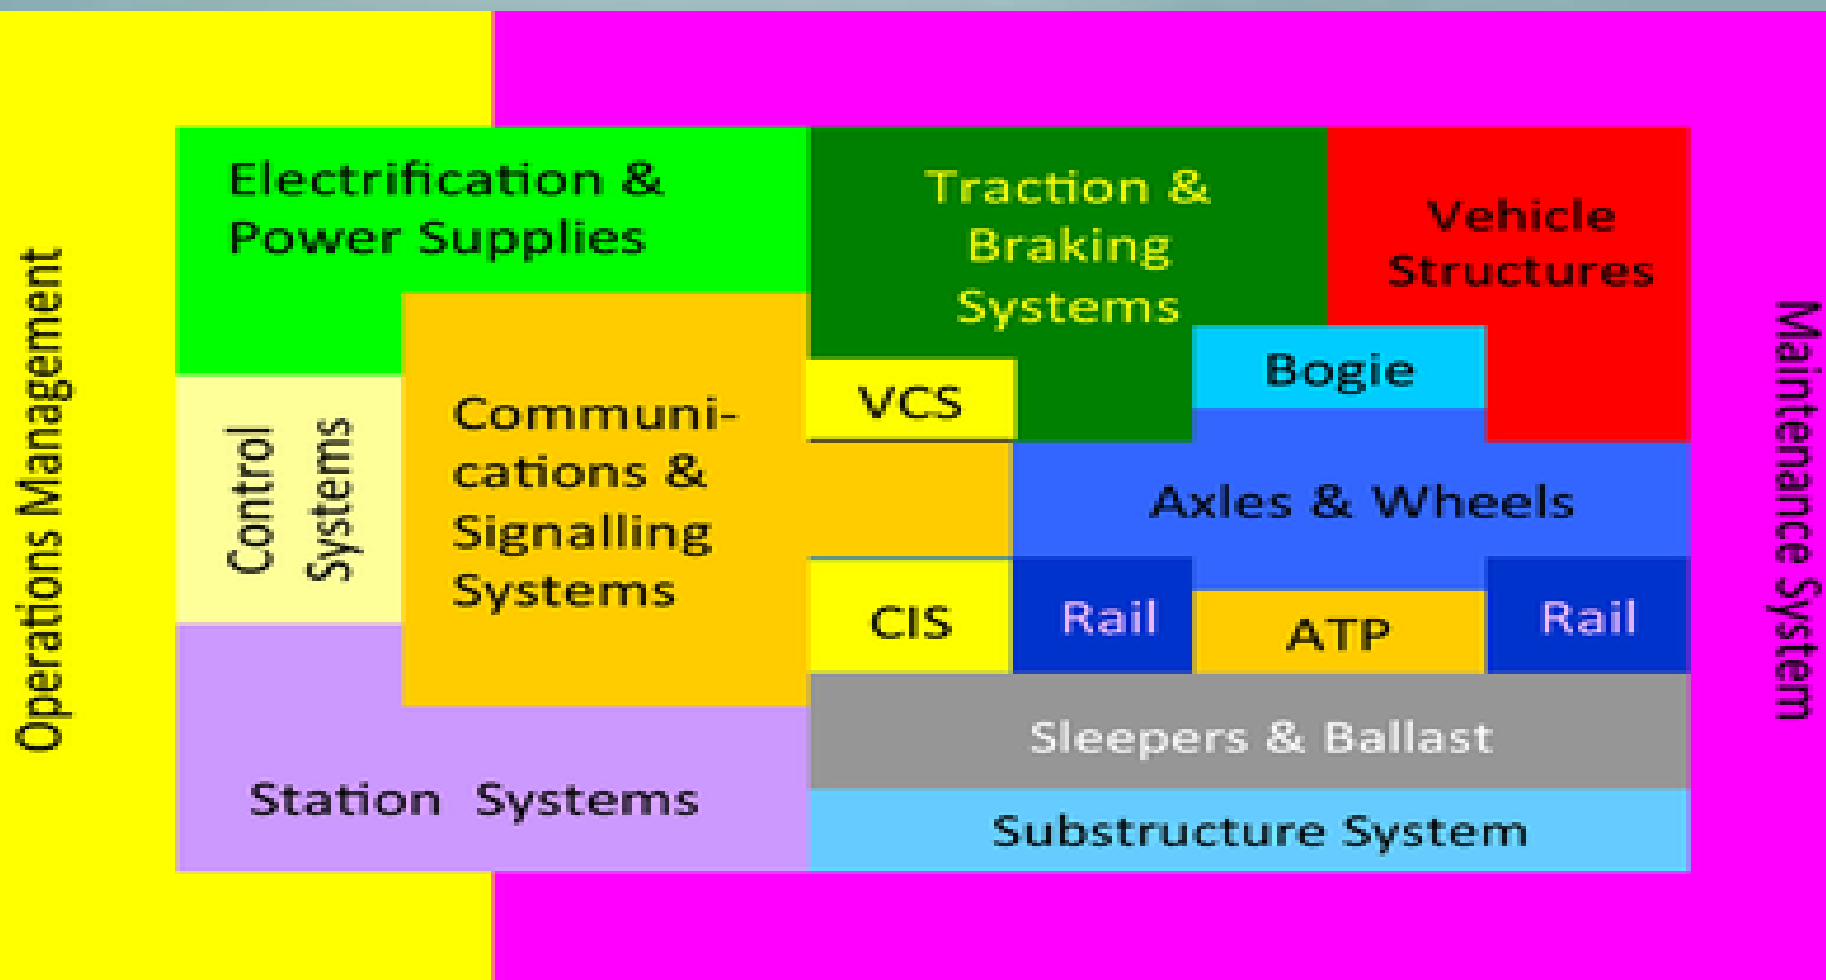 Operations Management
Electrification &
Power Supplies
Traction &
Braking
Systems
Vehicle
Structures
Control
Systems
Communi-
cations &
Signalling
Systems
VCS
Bogie
Axles & Wheels
CIS
Rail
ATP
Rail
Sleepers & Ballast
Station Systems
Substructure System
Maintenance System